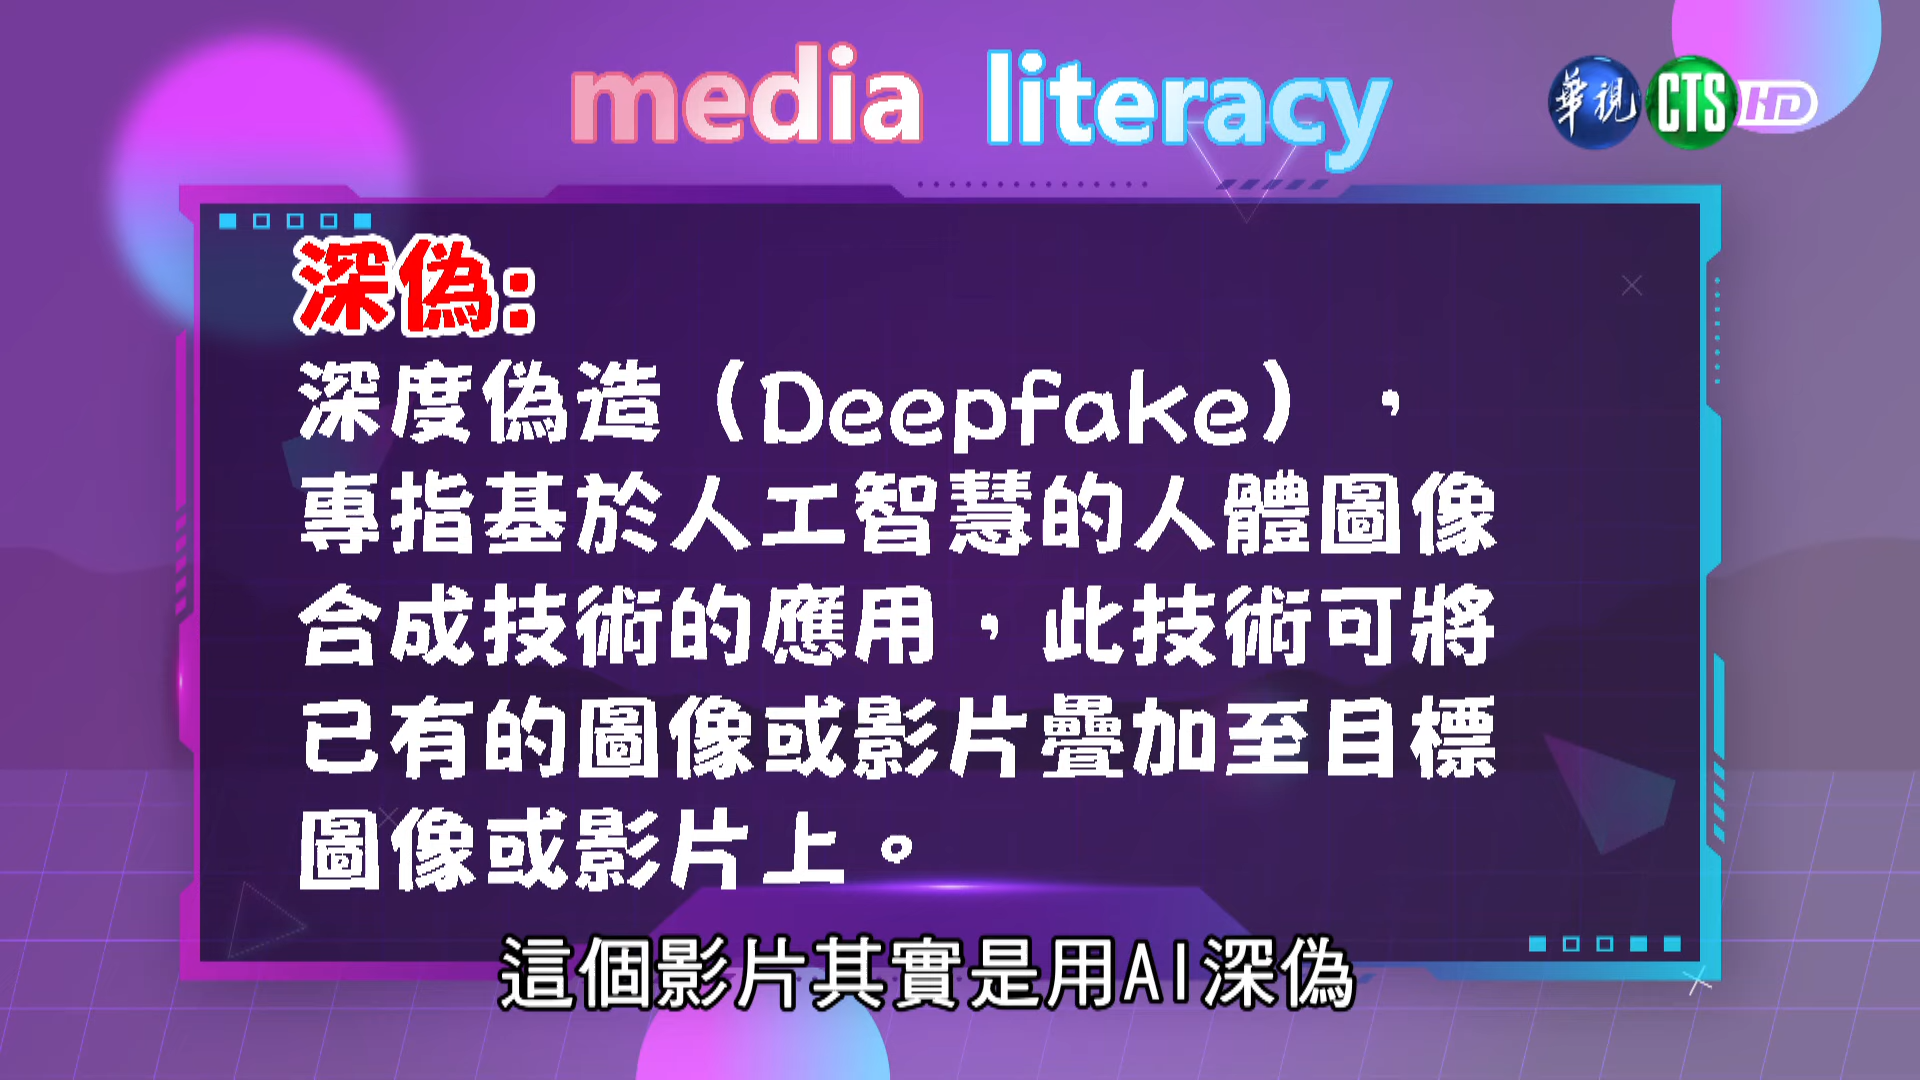 media literacy
華視 CTS HD
深偽:
深度偽造（Deepfake），
專指基於人工智慧的人體圖像
合成技術的應用，此技術可將
已有的圖像或影片疊加至目標
圖像或影片上。
這個影片其實是用AI深偽